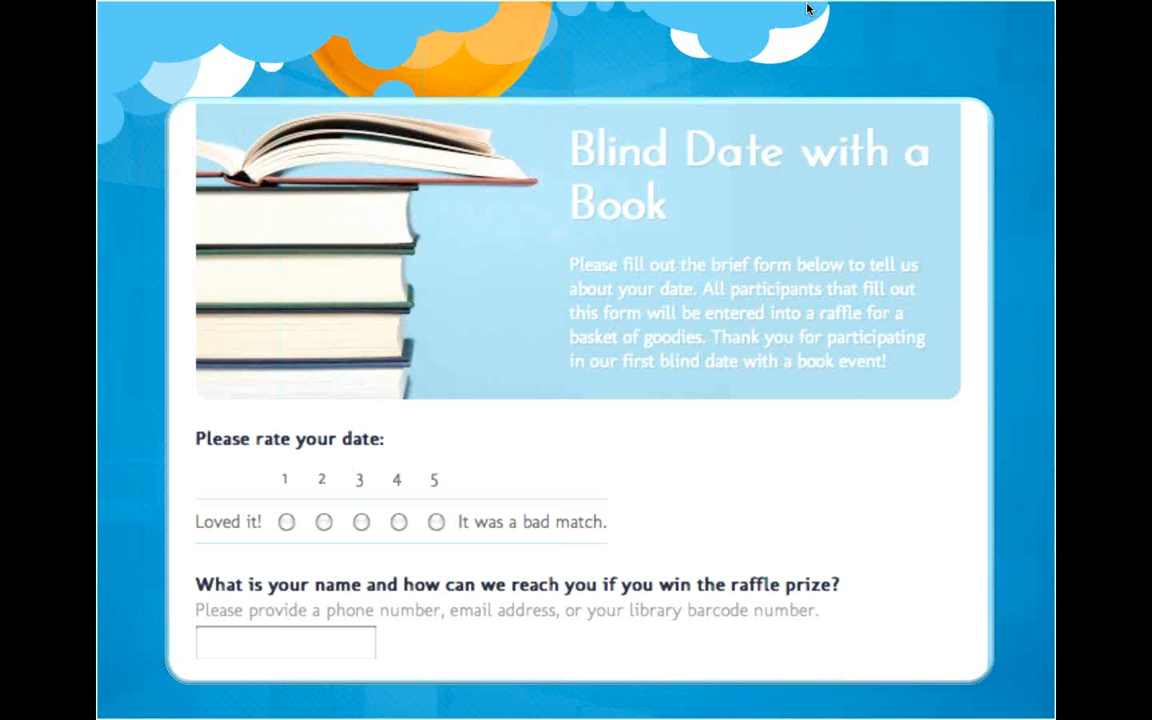 Blind Date with a
Book
Please fill out the brief form below to tell us
about your date. All participants that fill out
this form will be entered into a raffle for a
basket of goodies. Thank you for participating
in our first blind date with a book event!
Please rate your date:
1 2 3 4 5
Loved it! It was a bad match.
What is your name and how can we reach you if you win the raffle prize?
Please provide a phone number, email address, or your library barcode number.